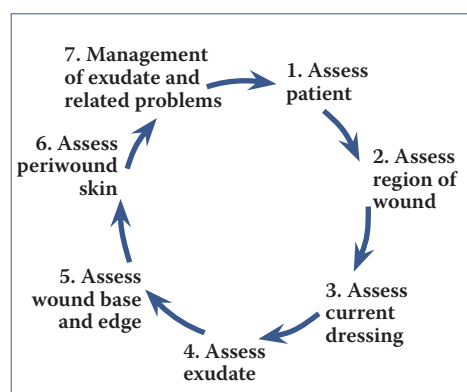 7. Management
of exudate and
related problems
1. Assess
patient
2. Assess
region of
wound
3. Assess
current
dressing
4. Assess
exudate
5. Assess
wound base
and edge
6. Assess
periwound
skin